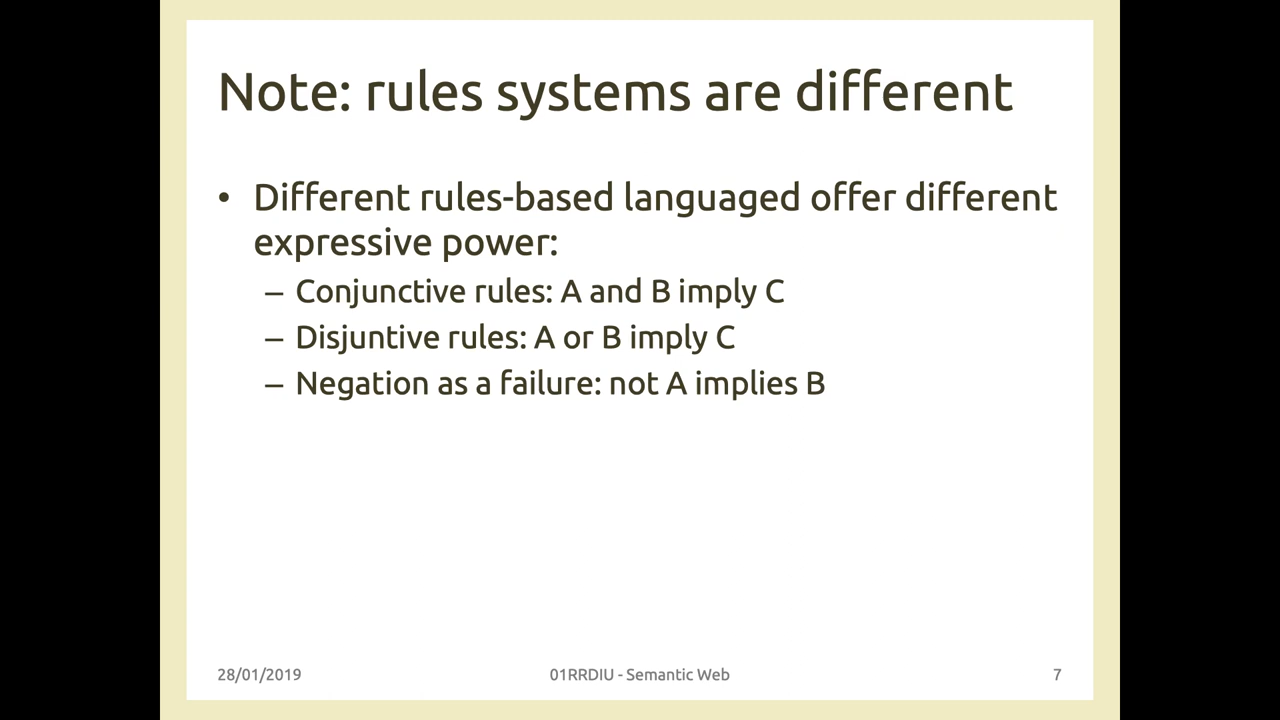 Note: rules systems are different
• Different rules-based languaged offer different
expressive power:
– Conjunctive rules: A and B imply C
– Disjuntive rules: A or B imply C
– Negation as a failure: not A implies B
28/01/2019
01RRDIU - Semantic Web
7